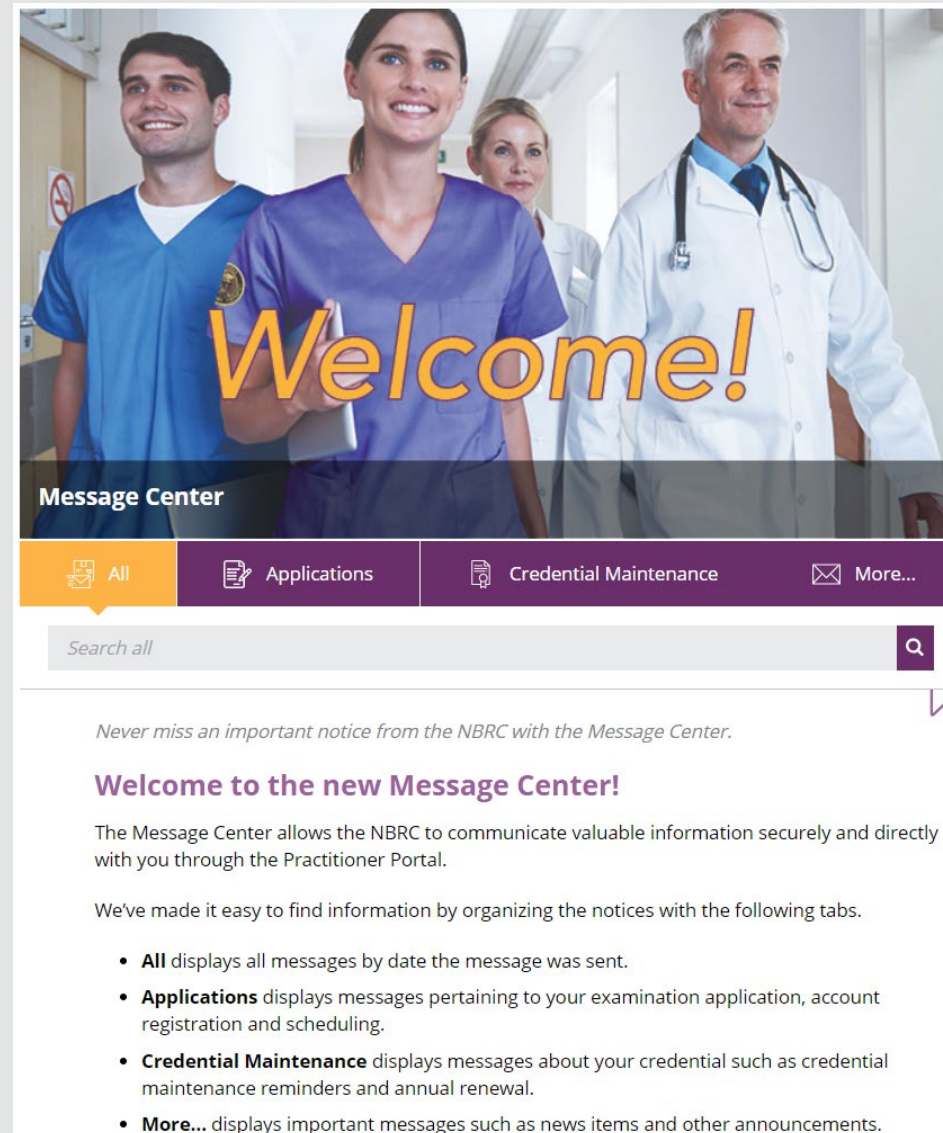 Welcome!
Message Center
All
Applications
Credential Maintenance
More...
Search all
Never miss an important notice from the NBRC with the Message Center.
Welcome to the new Message Center!
The Message Center allows the NBRC to communicate valuable information securely and directly
with you through the Practitioner Portal.
We've made it easy to find information by organizing the notices with the following tabs.
• All displays all messages by date the message was sent.
• Applications displays messages pertaining to your examination application, account
registration and scheduling.
• Credential Maintenance displays messages about your credential such as credential
maintenance reminders and annual renewal.
• More... displays important messages such as news items and other announcements.